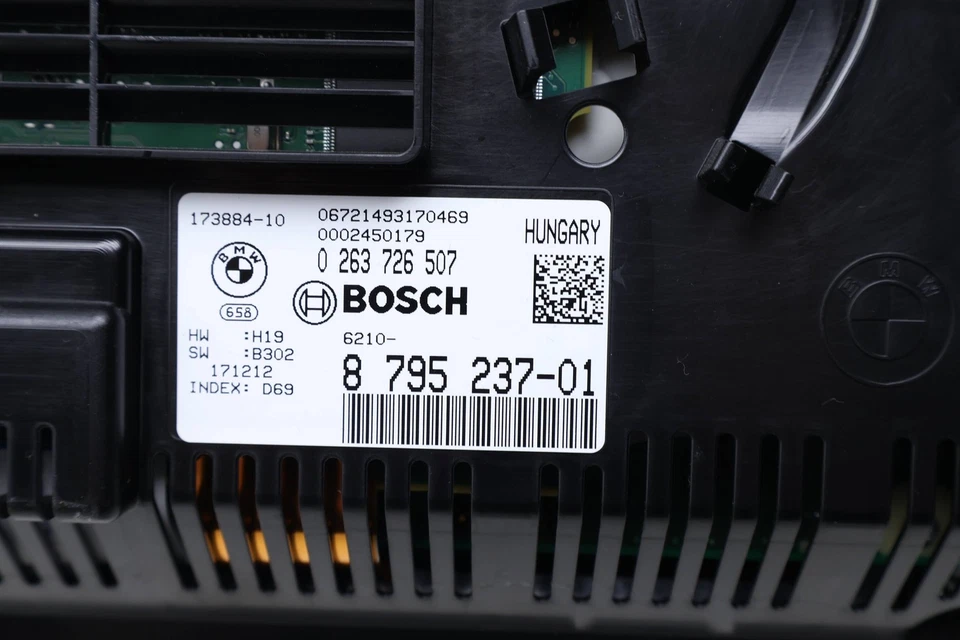 173884-10
06721493170469
0002450179
HUNGARY
0 263 726 507
BMW
658
BOSCH
HW :H19
SW :B302
171212
INDEX: D69
6210-
8 795 237-01
BMW